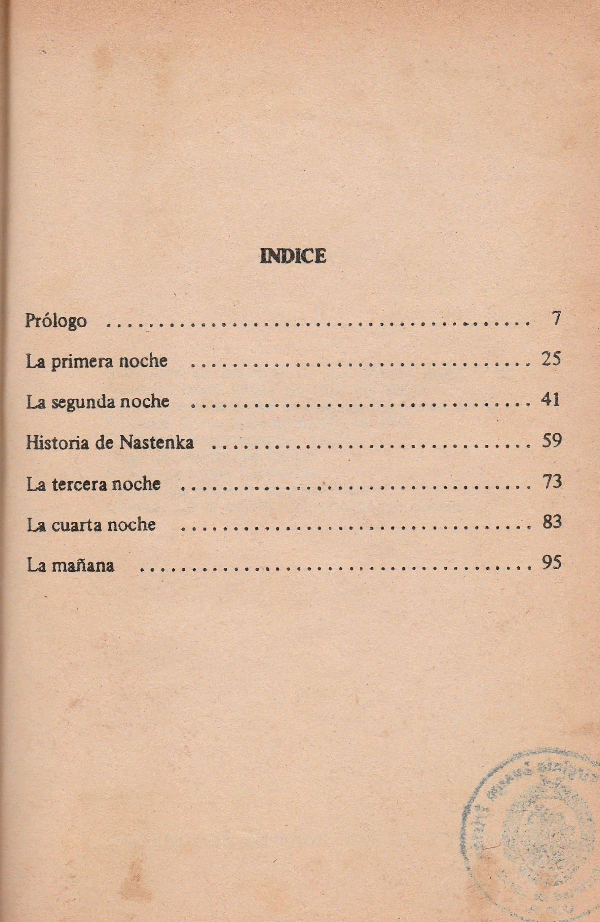 INDICE
Prólogo ........................................ 7
La primera noche ................................ 25
La segunda noche ................................ 41
Historia de Nastenka .............................. 59
La tercera noche ................................. 73
La cuarta noche ................................. 83
La mañana ..................................... 95